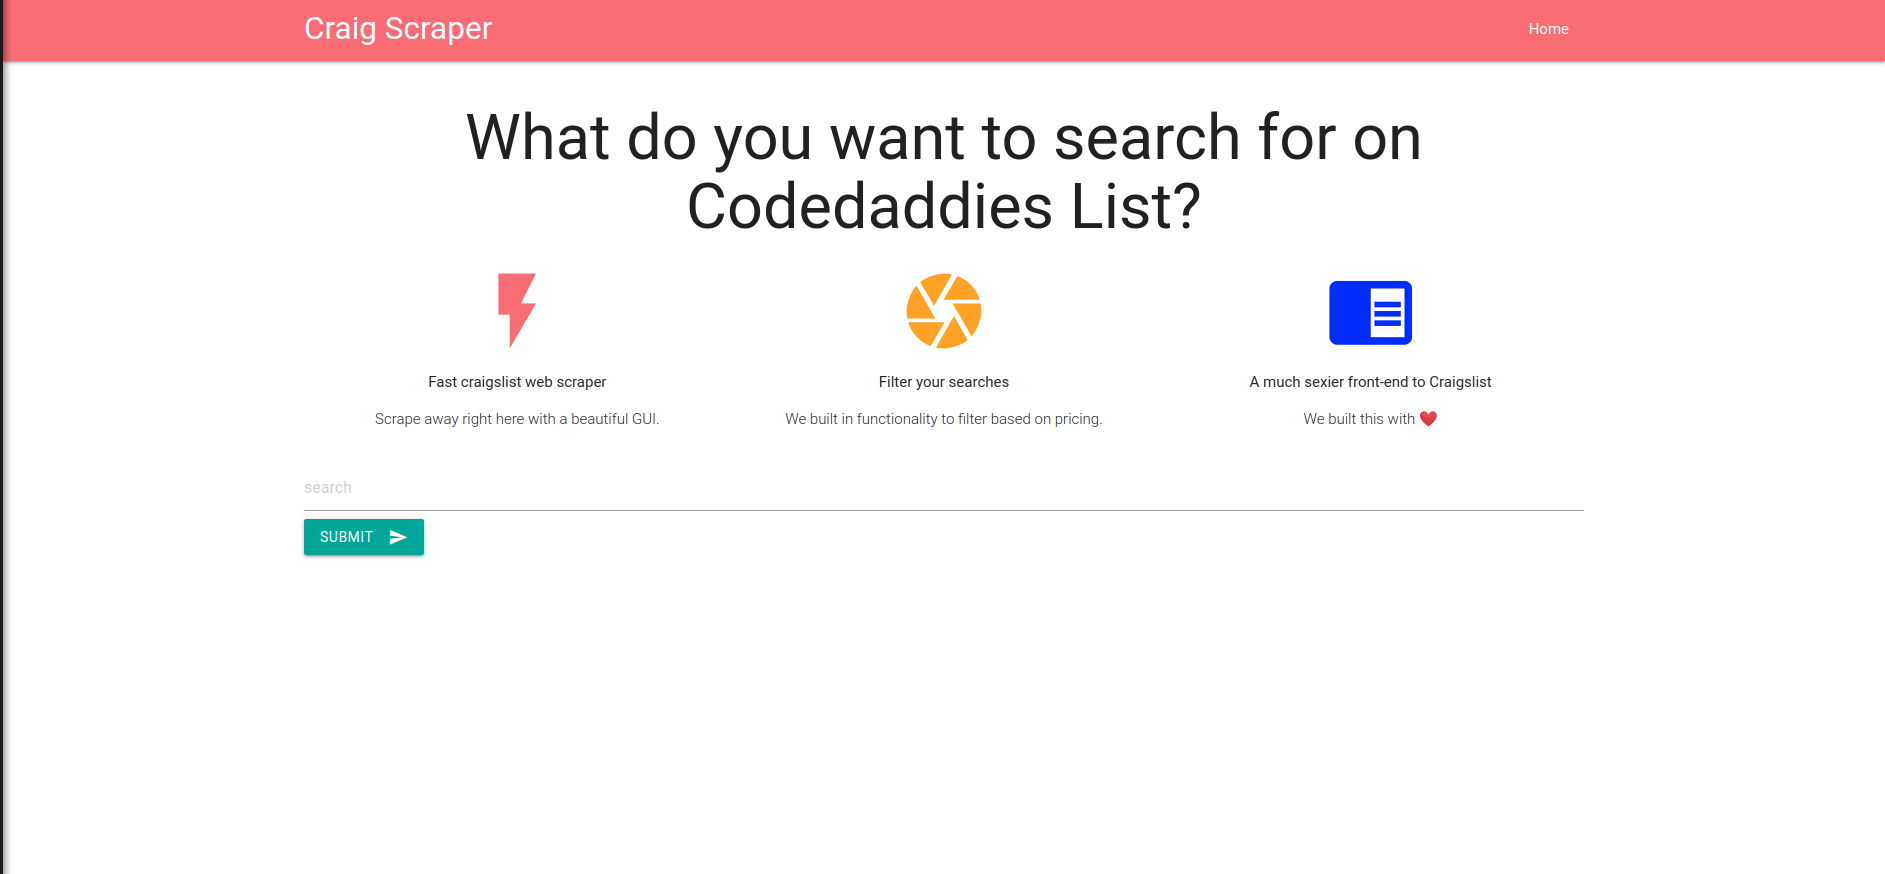 Craig Scraper
Home
What do you want to search for on
Codedaddies List?
Fast craigslist web scraper
Filter your searches
A much sexier front-end to Craigslist
Scrape away right here with a beautiful GUI.
We built in functionality to filter based on pricing.
We built this with ❤️
search
SUBMIT